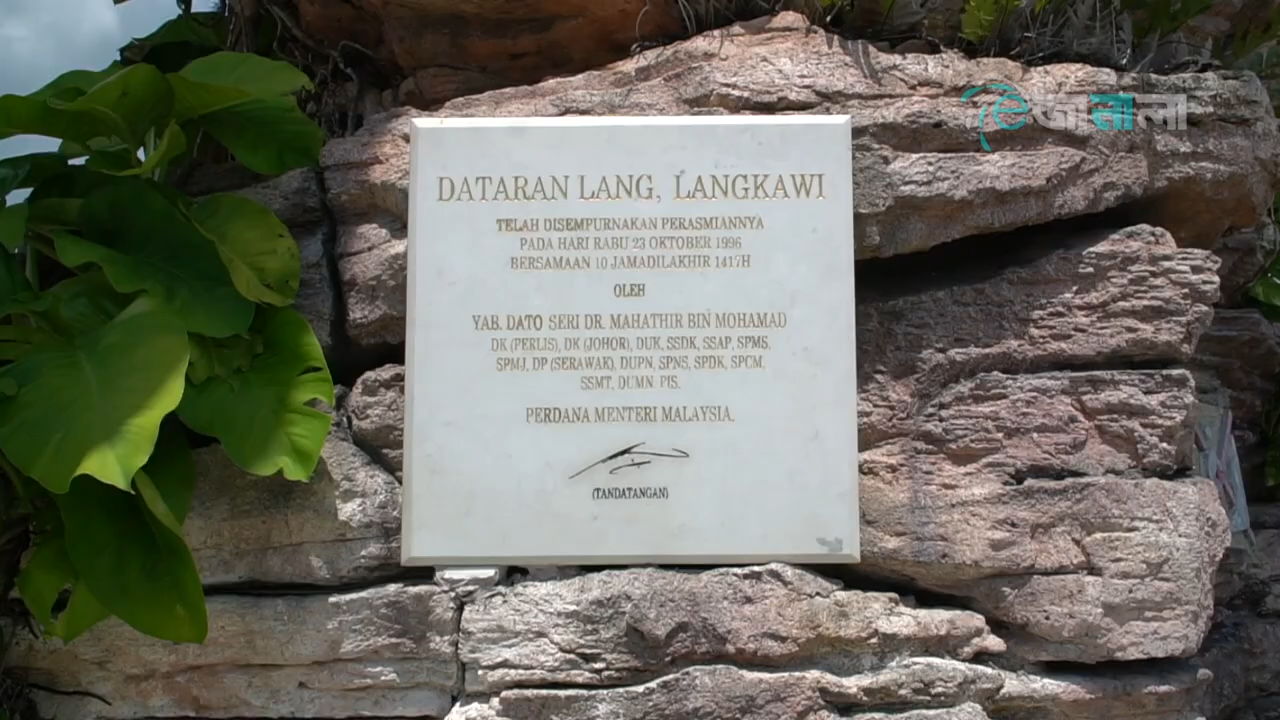 eজানালা
DATARAN LANG, LANGKAWI
TELAH DISEMPURNAKAN PERASMIANNYA
PADA HARI RABU 23 OKTOBER 1996
BERSAMAAN 10 JAMADILAKHIR 1417H
OLEH
YAB. DATO SERI DR. MAHATHIR BIN MOHAMAD
DK (PERLIS), DK (JOHOR), DUK, SSDK, SSAP, SPMS,
SPMJ, DP (SERAWAK), DUPN, SPNS, SPDK, SPCM,
SSMT, DUMN, PIS.
PERDANA MENTERI MALAYSIA.
(TANDATANGAN)